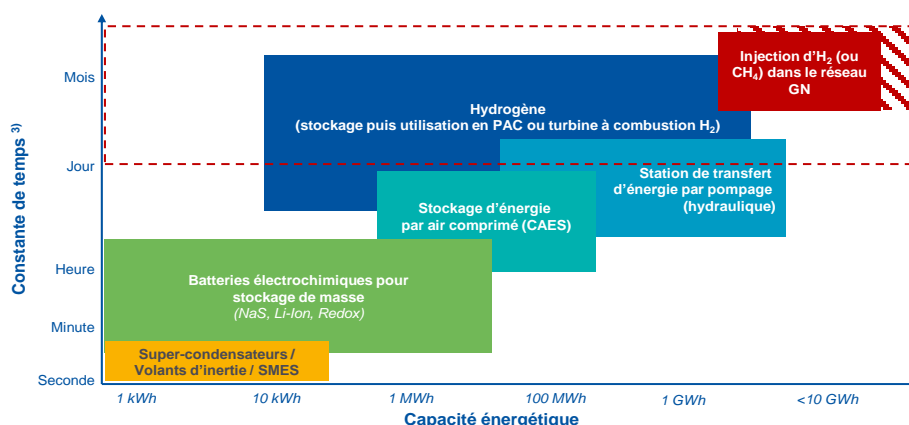 Constante de temps ³⁾
Mois
Jour
Heure
Minute
Seconde
Injection d'H₂ (ou
CH₄) dans le réseau
GN
Hydrogène
(stockage puis utilisation en PAC ou turbine à combustion H₂)
Station de transfert
d'énergie par pompage
(hydraulique)
Stockage d'énergie
par air comprimé (CAES)
Batteries électrochimiques pour
stockage de masse
(NaS, Li-Ion, Redox)
Super-condensateurs /
Volants d'inertie / SMES
1 kWh 10 kWh 1 MWh 100 MWh 1 GWh <10 GWh
Capacité énergétique